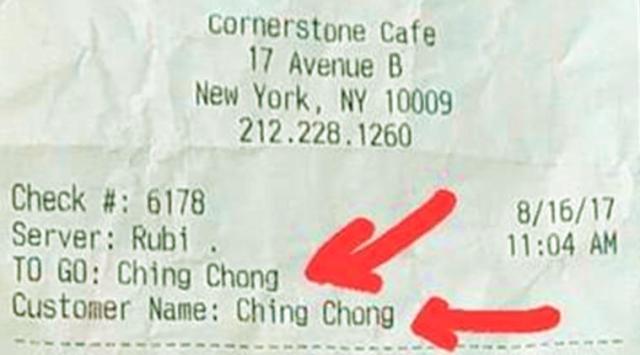 Cornerstone Cafe
17 Avenue B
New York, NY 10009
212.228.1260
Check #: 6178 8/16/17
Server: Rubi . 11:04 AM
TO GO: Ching Chong
Customer Name: Ching Chong